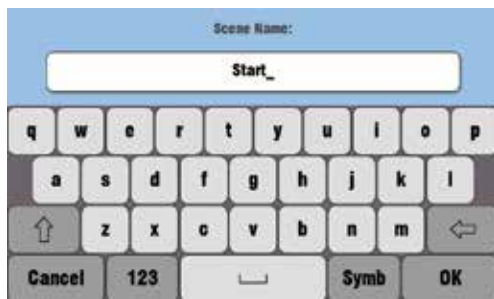 Scene Name:
Start_
q w e r t y u i o p
a s d f g h j k l
z x c v b n m
Cancel 123 Symb OK